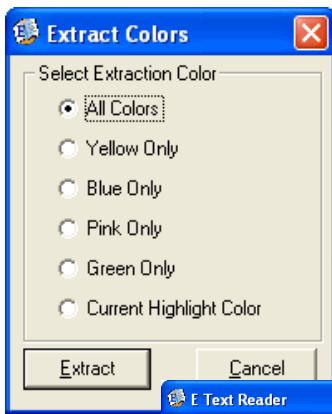 Extract Colors
Select Extraction Color
All Colors
Yellow Only
Blue Only
Pink Only
Green Only
Current Highlight Color
Extract Cancel
E Text Reader